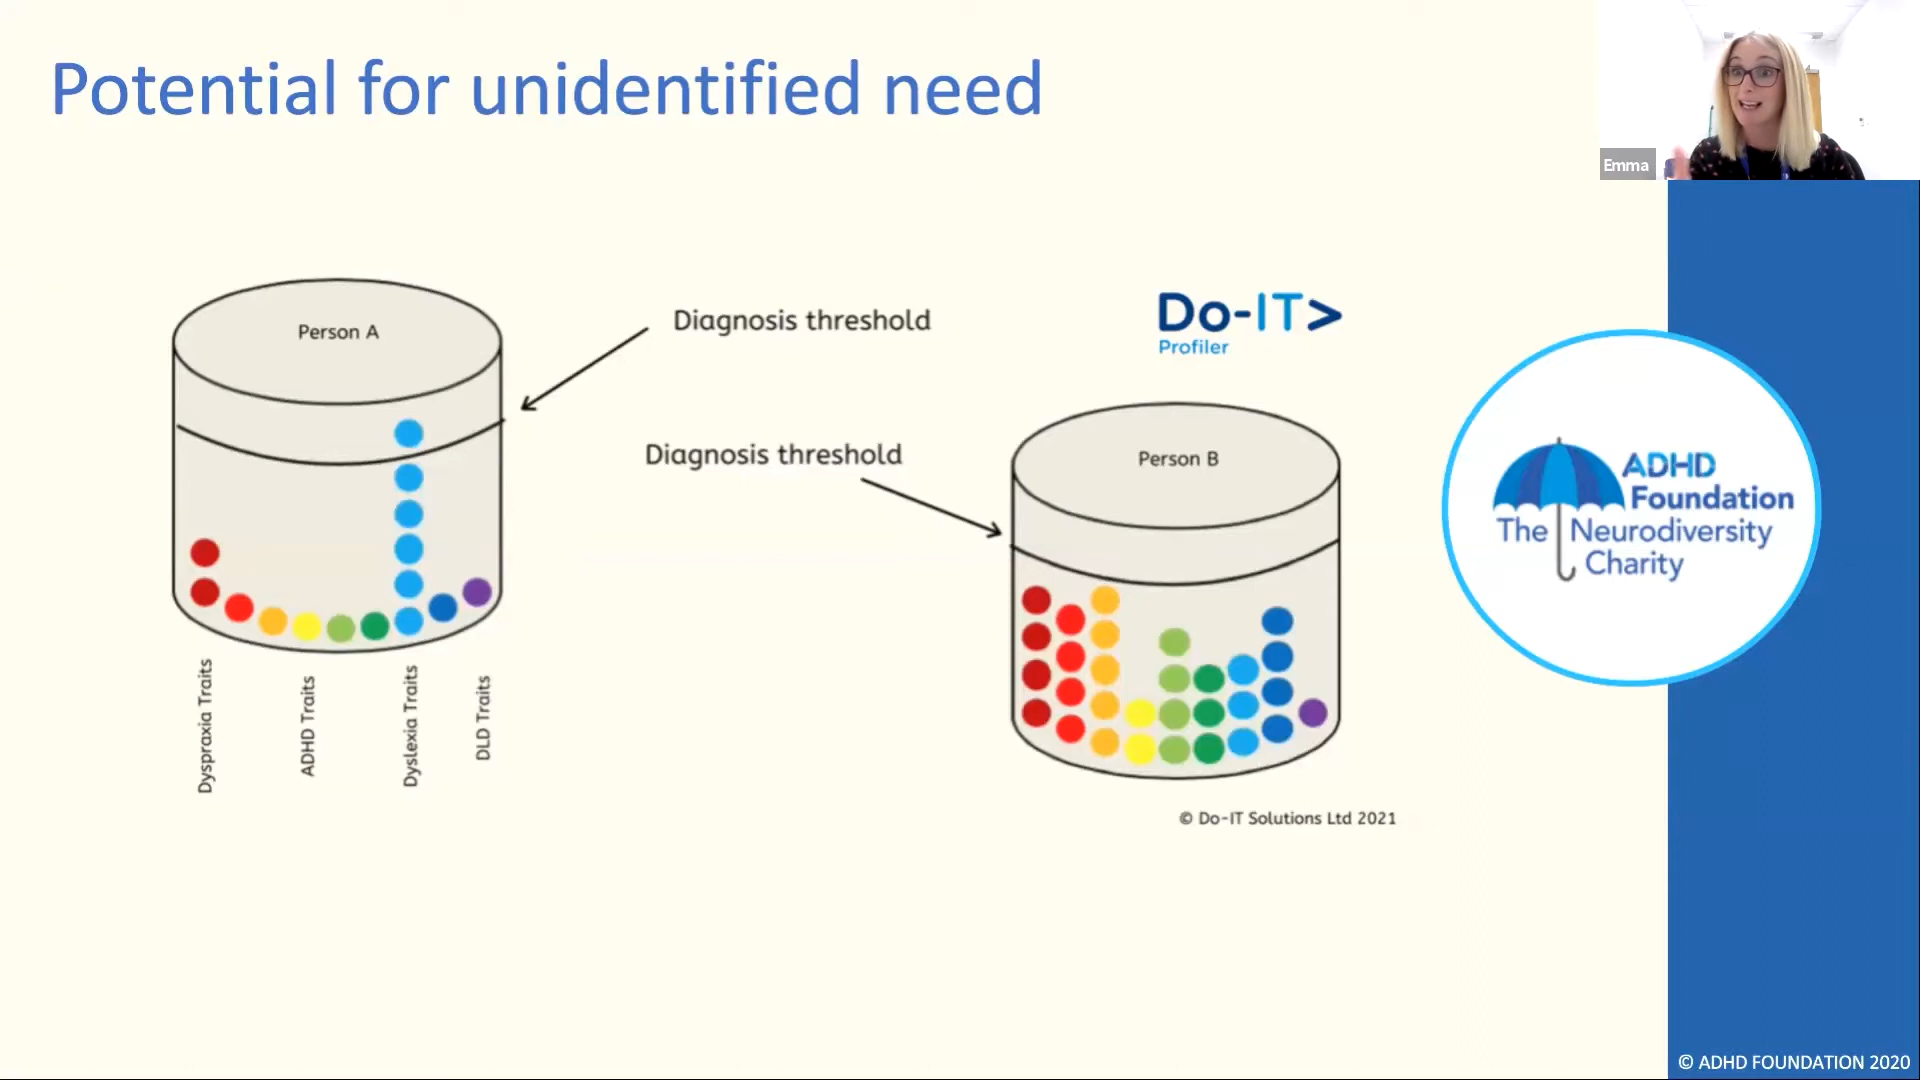 Potential for unidentified need
Emma
Person A
Diagnosis threshold
Do-IT>
Profiler
Diagnosis threshold
Person B
ADHD
Foundation
The Neurodiversity
Charity
Dyspraxia Traits
ADHD Traits
Dyslexia Traits
DLD Traits
© Do-IT Solutions Ltd 2021
© ADHD FOUNDATION 2020